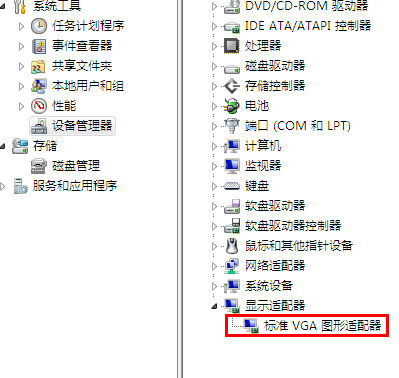 系统工具
任务计划程序
事件查看器
共享文件夹
本地用户和组
性能
设备管理器
存储
磁盘管理
服务和应用程序
DVD/CD-ROM 驱动器
IDE ATA/ATAPI 控制器
处理器
磁盘驱动器
存储控制器
电池
端口 (COM 和 LPT)
计算机
监视器
键盘
软盘驱动器
软盘驱动器控制器
鼠标和其他指针设备
网络适配器
系统设备
显示适配器
标准 VGA 图形适配器